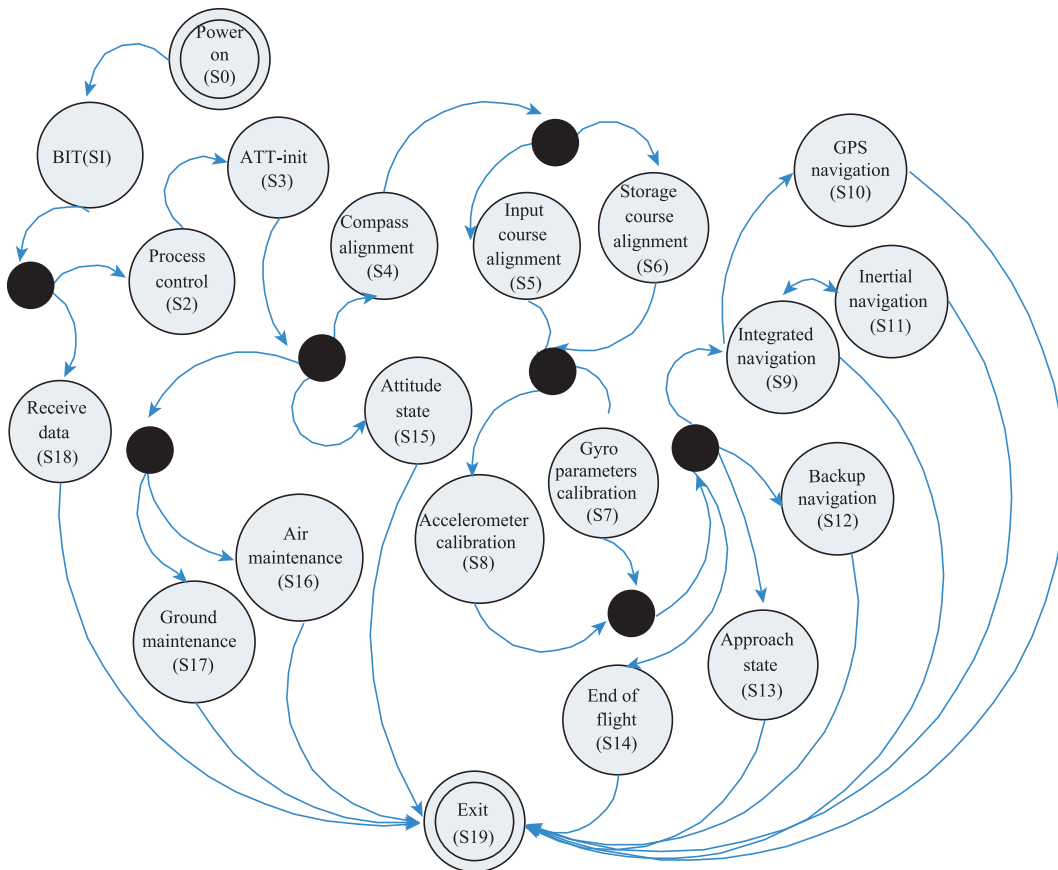 Power
on
(S0)
BIT(SI)
ATT-init
(S3)
Process
control
(S2)
Compass
alignment
(S4)
Input
course
alignment
(S5)
Storage
course
alignment
(S6)
GPS
navigation
(S10)
Inertial
navigation
(S11)
Integrated
navigation
(S9)
Receive
data
(S18)
Attitude
state
(S15)
Gyro
parameters
calibration
(S7)
Backup
navigation
(S12)
Accelerometer
calibration
(S8)
Air
maintenance
(S16)
Ground
maintenance
(S17)
Approach
state
(S13)
End of
flight
(S14)
Exit
(S19)